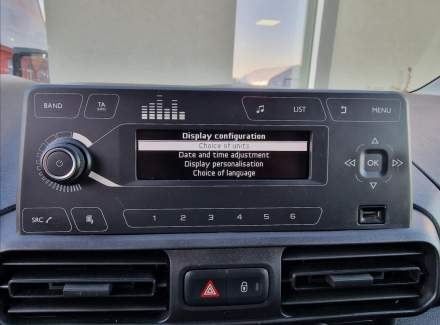 BAND
TA
INFO
LIST
MENU
Display configuration
Choice of units
Date and time adjustment
Display personalisation
Choice of language
OK
SRC
1 2 3 4 5 6